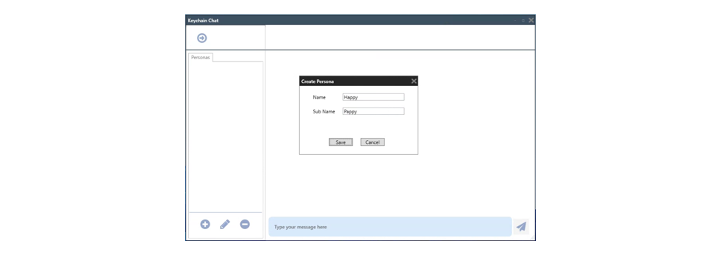 Keychain Chat
Personas
Create Persona
Name Happy
Sub Name Pappy
Save Cancel
Type your message here